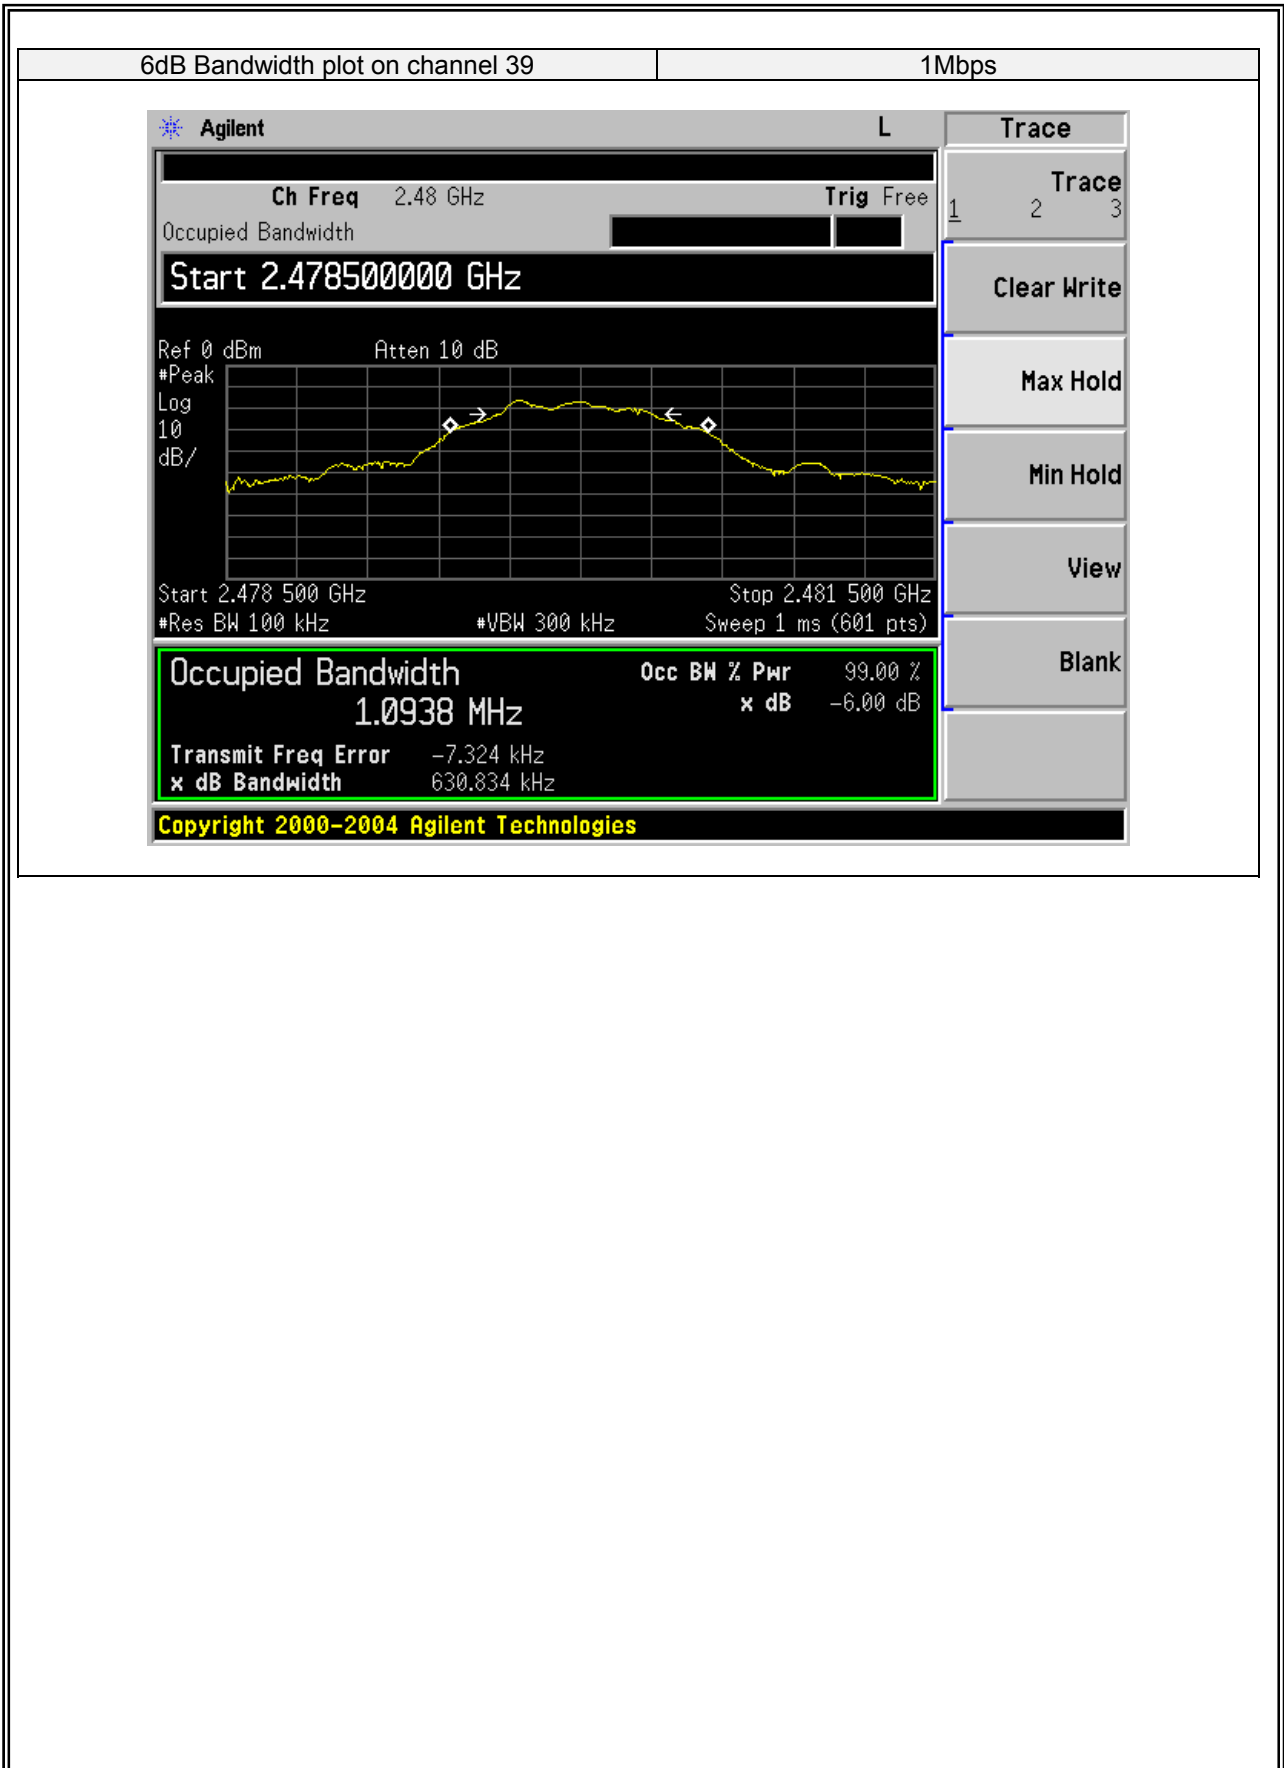 6dB Bandwidth plot on channel 39 1Mbps
Agilent L Trace
Ch Freq 2.48 GHz Trig Free
Occupied Bandwidth
Start 2.478500000 GHz
Ref 0 dBm Atten 10 dB
#Peak
Log
10
dB/
Start 2.478 500 GHz Stop 2.481 500 GHz
#Res BW 100 kHz #VBW 300 kHz Sweep 1 ms (601 pts)
Occupied Bandwidth Occ BW % Pwr 99.00 %
1.0938 MHz x dB -6.00 dB
Transmit Freq Error -7.324 kHz
x dB Bandwidth 630.834 kHz
Copyright 2000-2004 Agilent Technologies
Trace
1 2 3
Clear Write
Max Hold
Min Hold
View
Blank